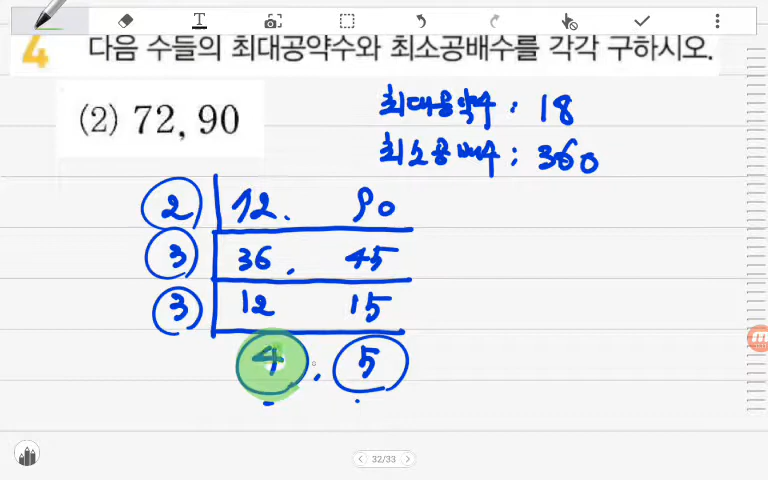 4 다음 수들의 최대공약수와 최소공배수를 각각 구하시오.
(2) 72, 90
최대공약수 : 18
최소공배수 : 360
2 72. 90
3 36, 45
3 12 15
4, 5
32/33